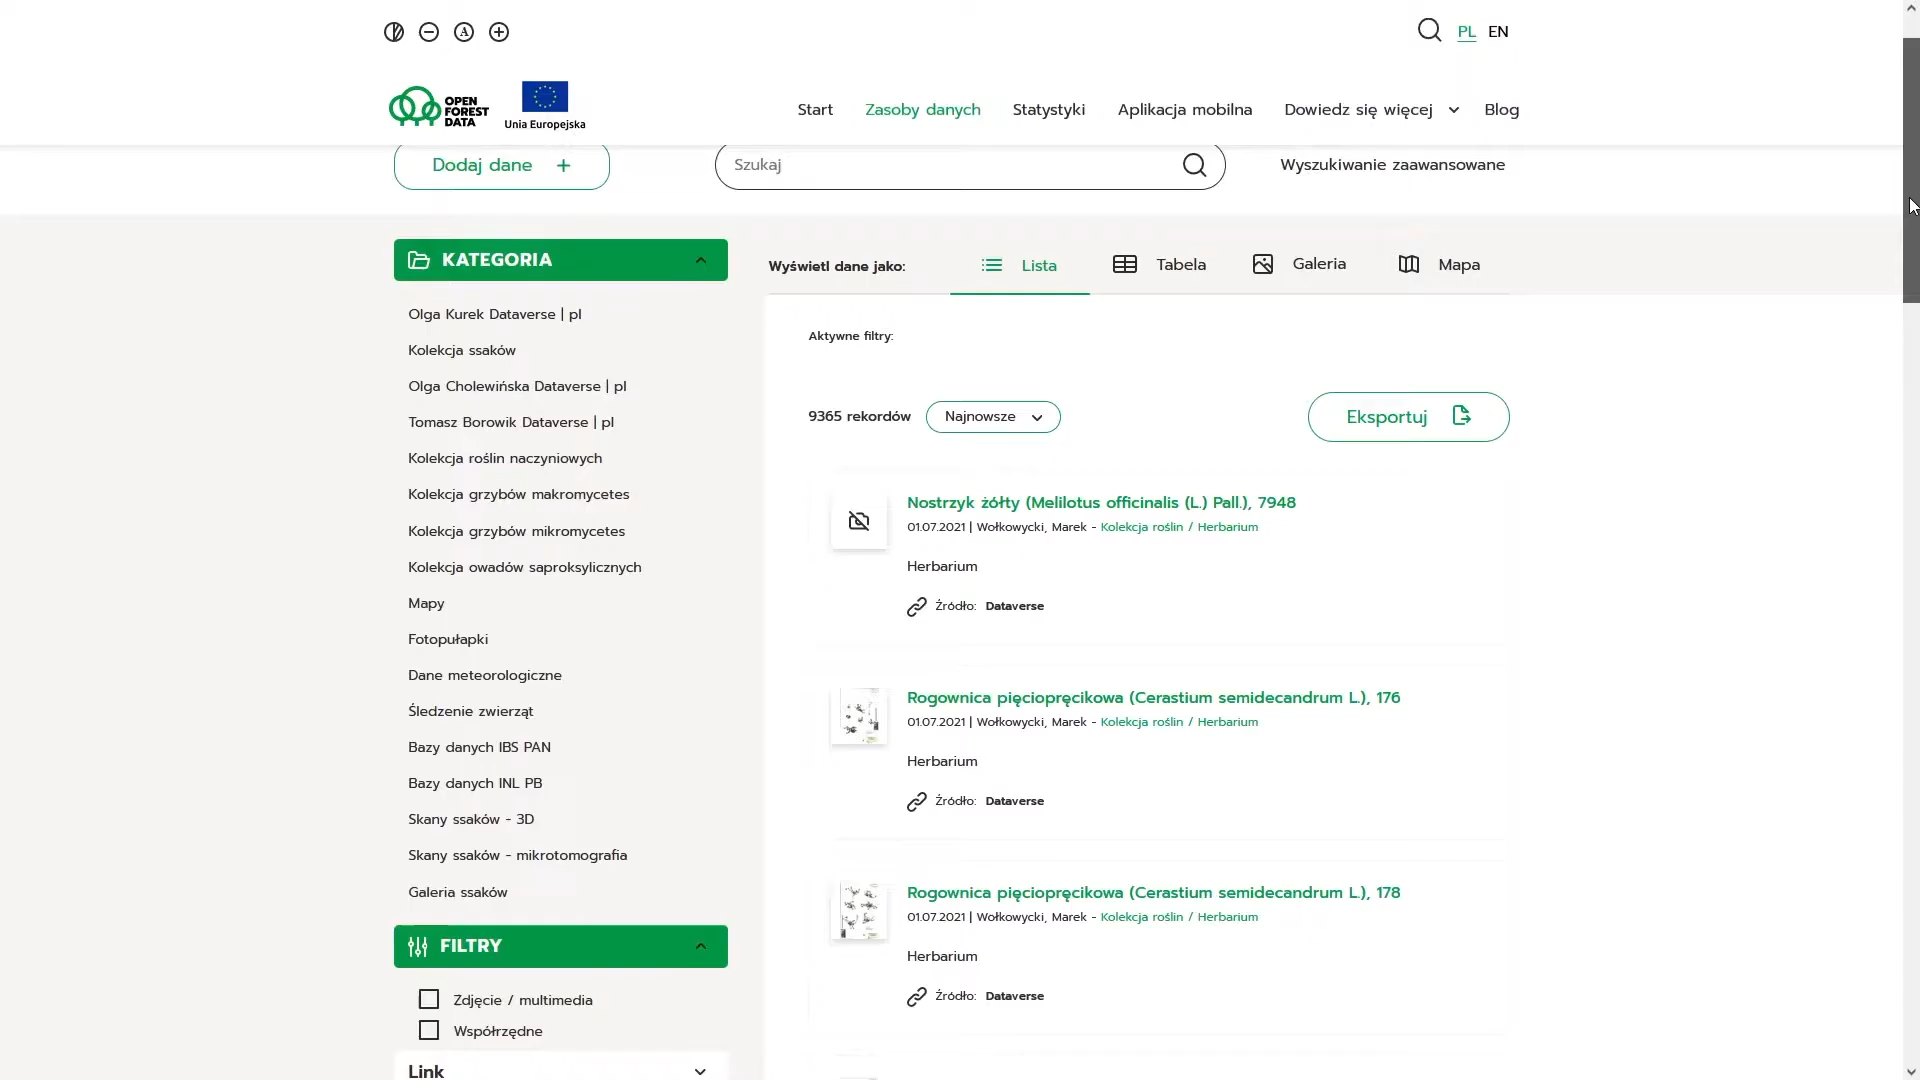 A
PL EN
OPEN
FOREST
DATA
Unia Europejska
Start Zasoby danych Statystyki Aplikacja mobilna Dowiedz się więcej Blog
Dodaj dane +
Szukaj
Wyszukiwanie zaawansowane
KATEGORIA
Olga Kurek Dataverse | pl
Kolekcja ssaków
Olga Cholewińska Dataverse | pl
Tomasz Borowik Dataverse | pl
Kolekcja roślin naczyniowych
Kolekcja grzybów makromycetes
Kolekcja grzybów mikromycetes
Kolekcja owadów saproksylicznych
Mapy
Fotopułapki
Dane meteorologiczne
Śledzenie zwierząt
Bazy danych IBS PAN
Bazy danych INL PB
Skany ssaków - 3D
Skany ssaków - mikrotomografia
Galeria ssaków
FILTRY
Zdjęcie / multimedia
Współrzędne
Link
Wyświetl dane jako: Lista Tabela Galeria Mapa
Aktywne filtry:
9365 rekordów Najnowsze Eksportuj
Nostrzyk żółty (Melilotus officinalis (L.) Pall.), 7948
01.07.2021 | Wołkowycki, Marek - Kolekcja roślin / Herbarium
Herbarium
Źródło: Dataverse
Rogownica pięciopręcikowa (Cerastium semidecandrum L.), 176
01.07.2021 | Wołkowycki, Marek - Kolekcja roślin / Herbarium
Herbarium
Źródło: Dataverse
Rogownica pięciopręcikowa (Cerastium semidecandrum L.), 178
01.07.2021 | Wołkowycki, Marek - Kolekcja roślin / Herbarium
Herbarium
Źródło: Dataverse